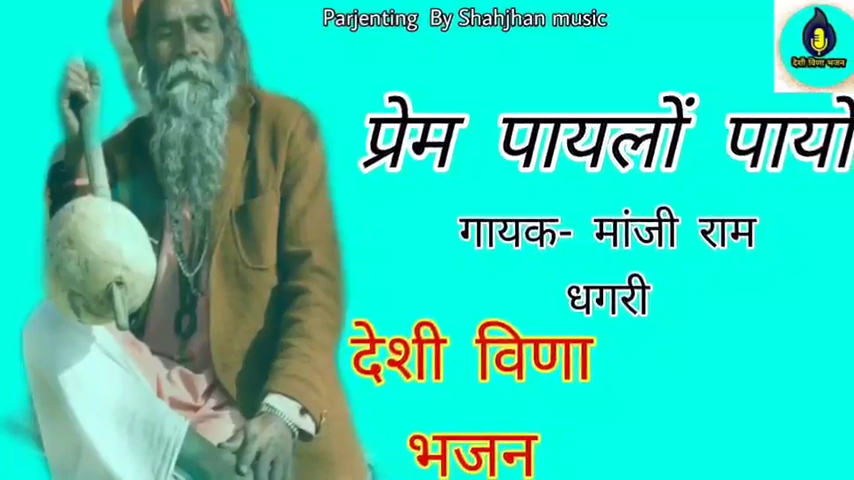 Parjenting By Shahjhan music
देशी विणा भजन
प्रेम पायलों पायो
गायक- मांजी राम
धगरी
देशी विणा
भजन